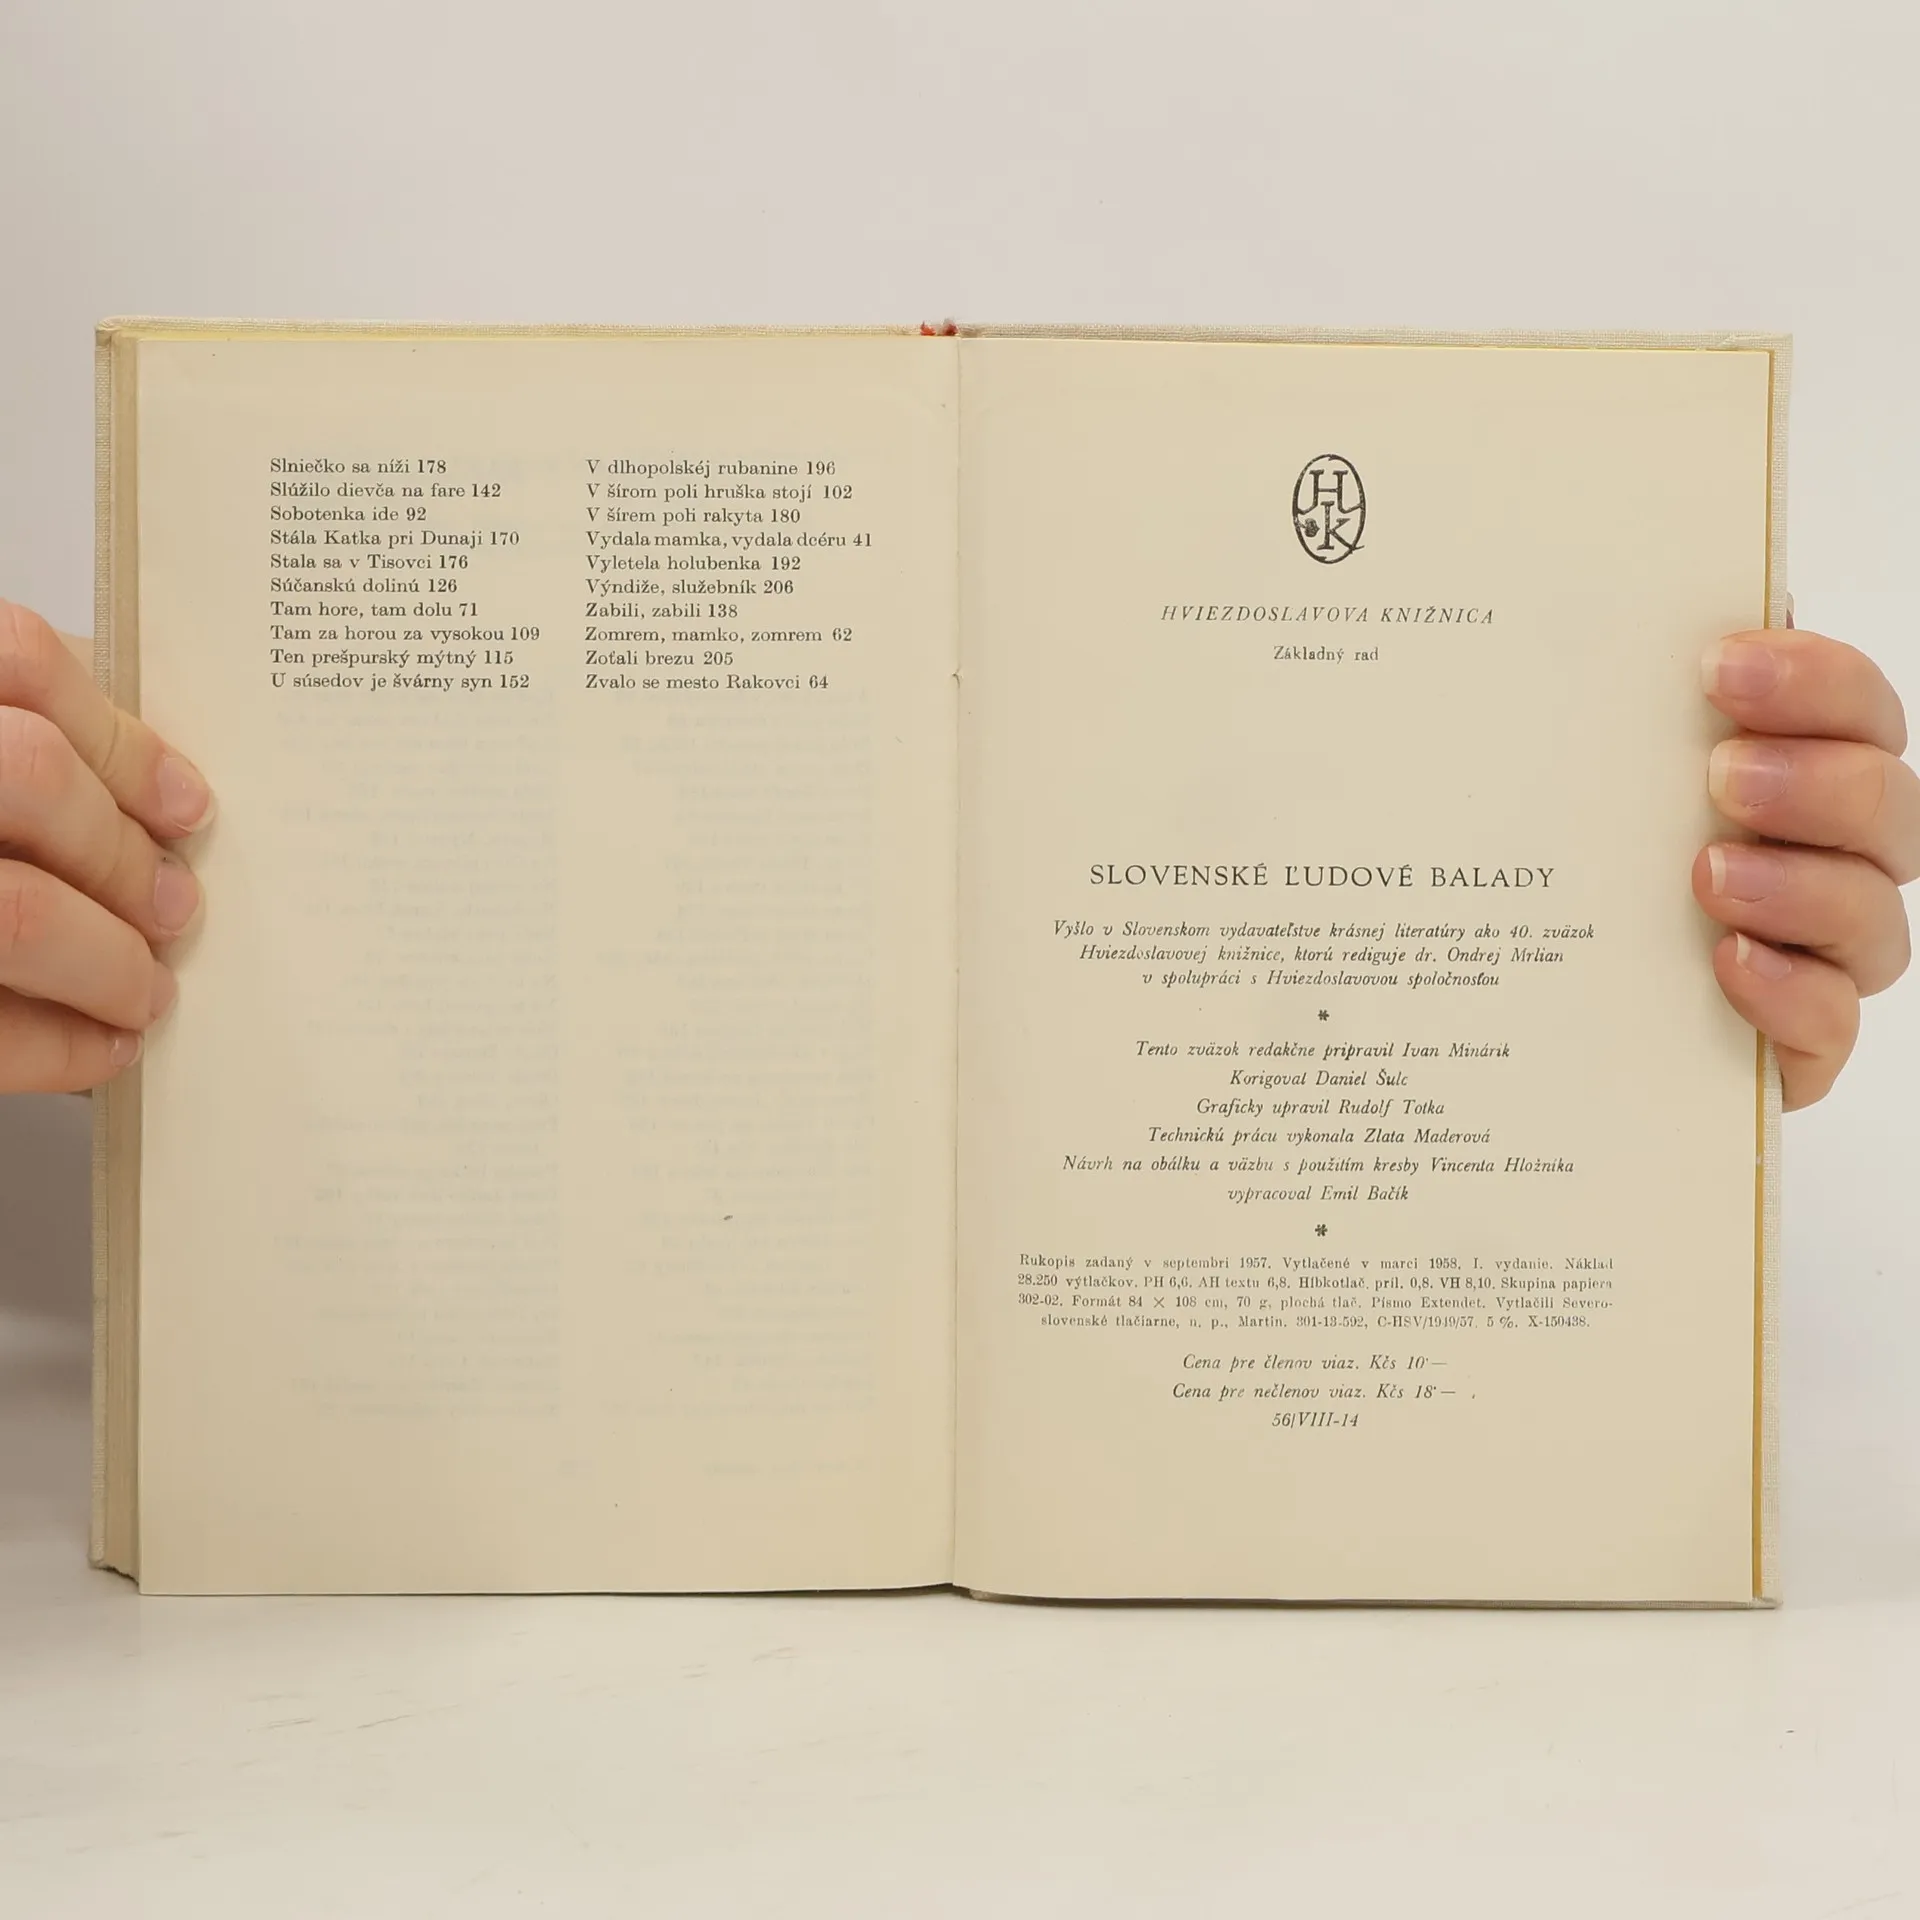 Slniečko sa níži 178
Slúžilo dievča na fare 142
Sobotenka ide 92
Stála Katka pri Dunaji 170
Stala sa v Tisovci 176
Súčanskú dolinú 126
Tam hore, tam dolu 71
Tam za horou za vysokou 109
Ten prešpurský mýtný 115
U súsedov je švárny syn 152
V dlhopolskéj rubanine 196
V šírom poli hruška stojí 102
V šírem poli rakyta 180
Vydala mamka, vydala dcéru 41
Vyletela holubenka 192
Výndiže, služebník 206
Zabili, zabili 138
Zomrem, mamko, zomrem 62
Zoťali brezu 205
Zvalo se mesto Rakovci 64
HK
HVIEZDOSLAVOVA KNIŽNICA
Základný rad
SLOVENSKÉ ĽUDOVÉ BALADY
Vyšlo v Slovenskom vydavateľstve krásnej literatúry ako 40. zväzok
Hviezdoslavovej knižnice, ktorú rediguje dr. Ondrej Mrlian
v spolupráci s Hviezdoslavovou spoločnosťou
*
Tento zväzok redakčne pripravil Ivan Minárik
Korigoval Daniel Šulc
Graficky upravil Rudolf Totka
Technickú prácu vykonala Zlata Maderová
Návrh na obálku a väzbu s použitím kresby Vincenta Hložníka
vypracoval Emil Bačík
*
Rukopis zadaný v septembri 1957. Vytlačené v marci 1958. I. vydanie. Náklad
28.250 výtlačkov. PH 6,6. AH textu 6,8. Híbkotlač. príl. 0,8. VH 8,10. Skupina papiera
302-02. Formát 84 × 108 cm, 70 g, plochá tlač. Písmo Extendet. Vytlačili Severo-
slovenské tlačiarne, n. p., Martin. 301-13-592, C-HSV/1949/57. 5 %. X-150438.
Cena pre členov viaz. Kčs 10·—
Cena pre nečlenov viaz. Kčs 18·—
56/VIII-14